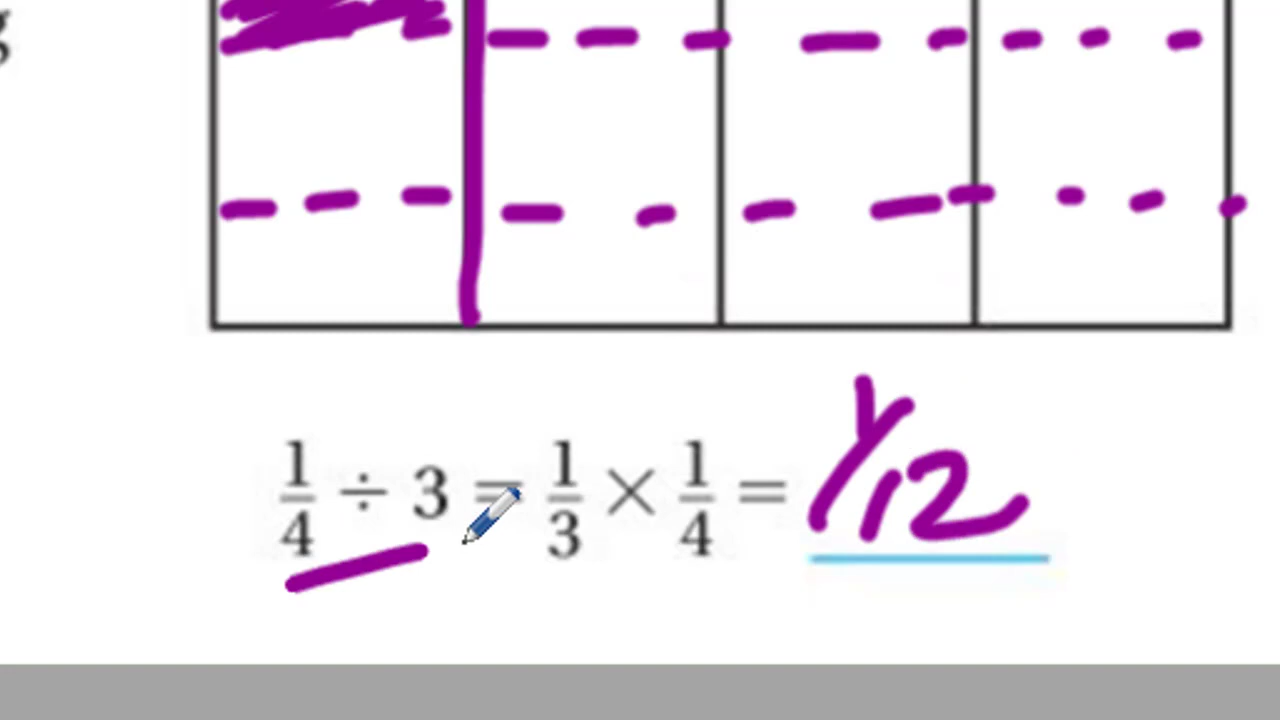 g
1/4 ÷ 3 = 1/3 × 1/4 = 1/12